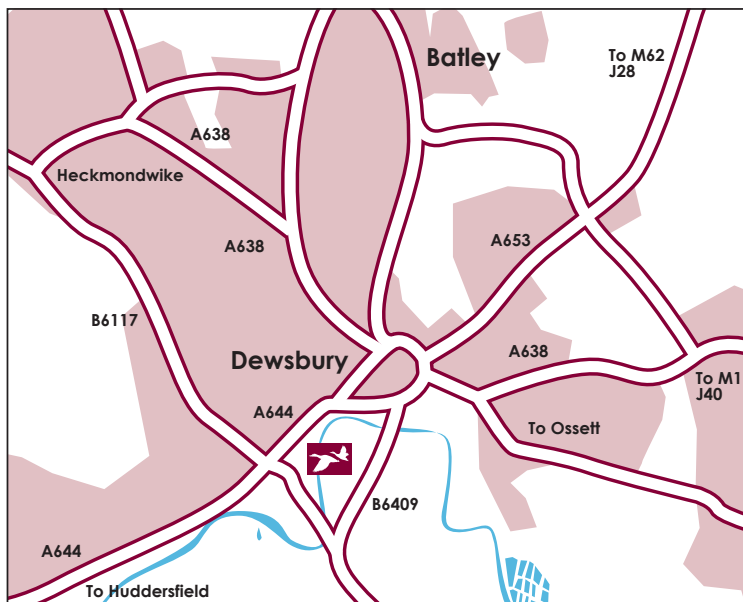 Batley
To M62
J28
A638
Heckmondwike
A653
A638
B6117
A638
Dewsbury
To M1
J40
A644
To Ossett
B6409
A644
To Huddersfield